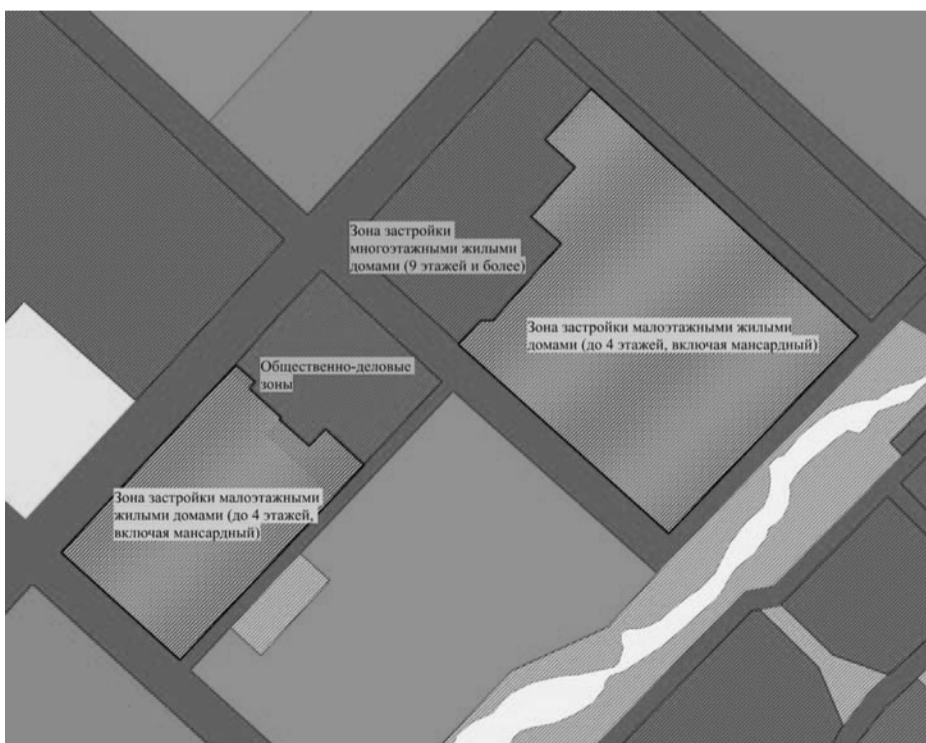 Зона застройки
многоэтажными жилыми
домами (9 этажей и более)
Зона застройки малоэтажными жилыми
домами (до 4 этажей, включая мансардный)
Общественно-деловые
зоны
Зона застройки малоэтажными
жилыми домами (до 4 этажей,
включая мансардный)